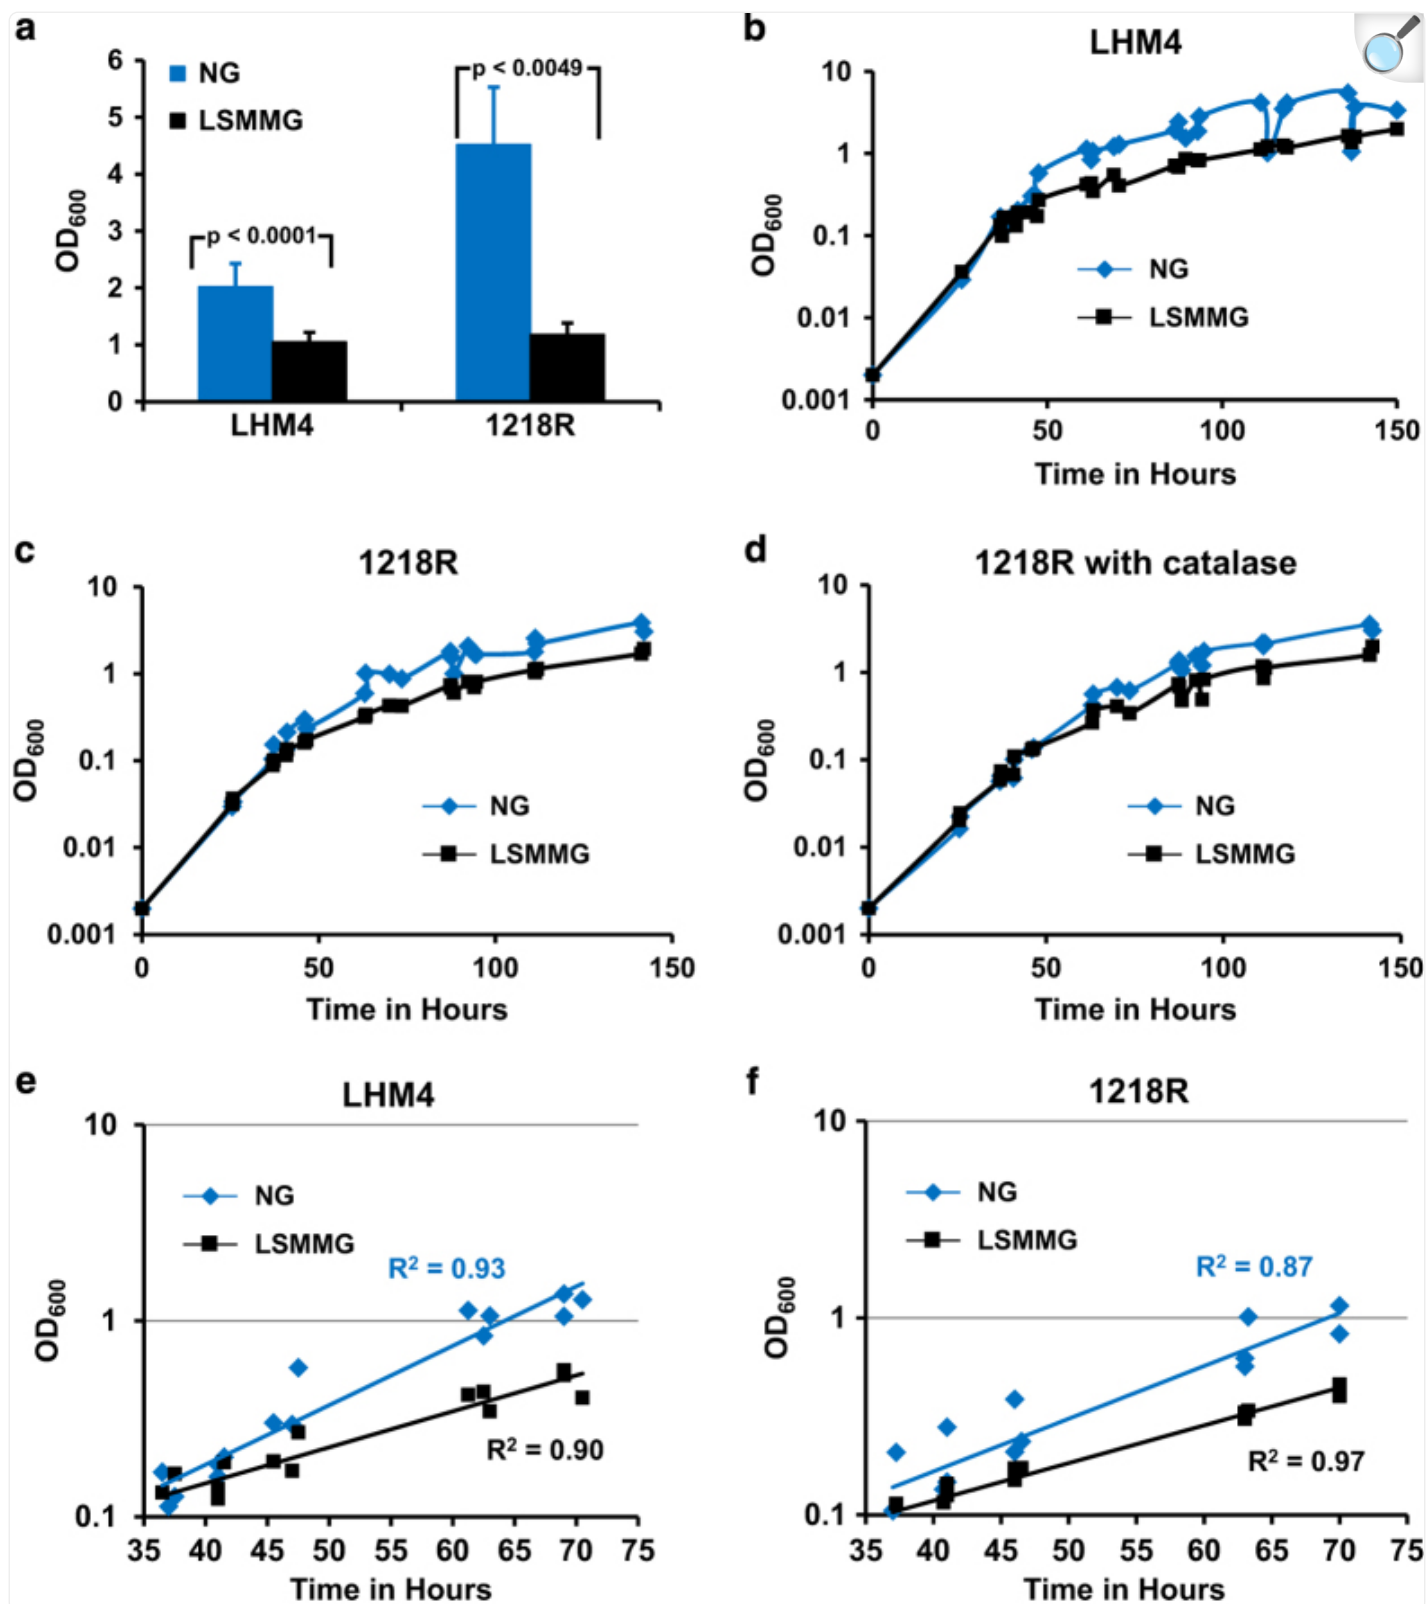 a
6
5
4
3
2
1
0
OD600
NG
LSMMG
p < 0.0001
p < 0.0049
LHM4
1218R
b
LHM4
10
1
0.1
0.01
0.001
OD600
NG
LSMMG
0 50 100 150
Time in Hours
c
1218R
10
1
0.1
0.01
0.001
OD600
NG
LSMMG
0 50 100 150
Time in Hours
d
1218R with catalase
10
1
0.1
0.01
0.001
OD600
NG
LSMMG
0 50 100 150
Time in Hours
e
LHM4
10
1
0.1
OD600
NG
LSMMG
R2 = 0.93
R2 = 0.90
35 40 45 50 55 60 65 70 75
Time in Hours
f
1218R
10
1
0.1
OD600
NG
LSMMG
R2 = 0.87
R2 = 0.97
35 40 45 50 55 60 65 70 75
Time in Hours